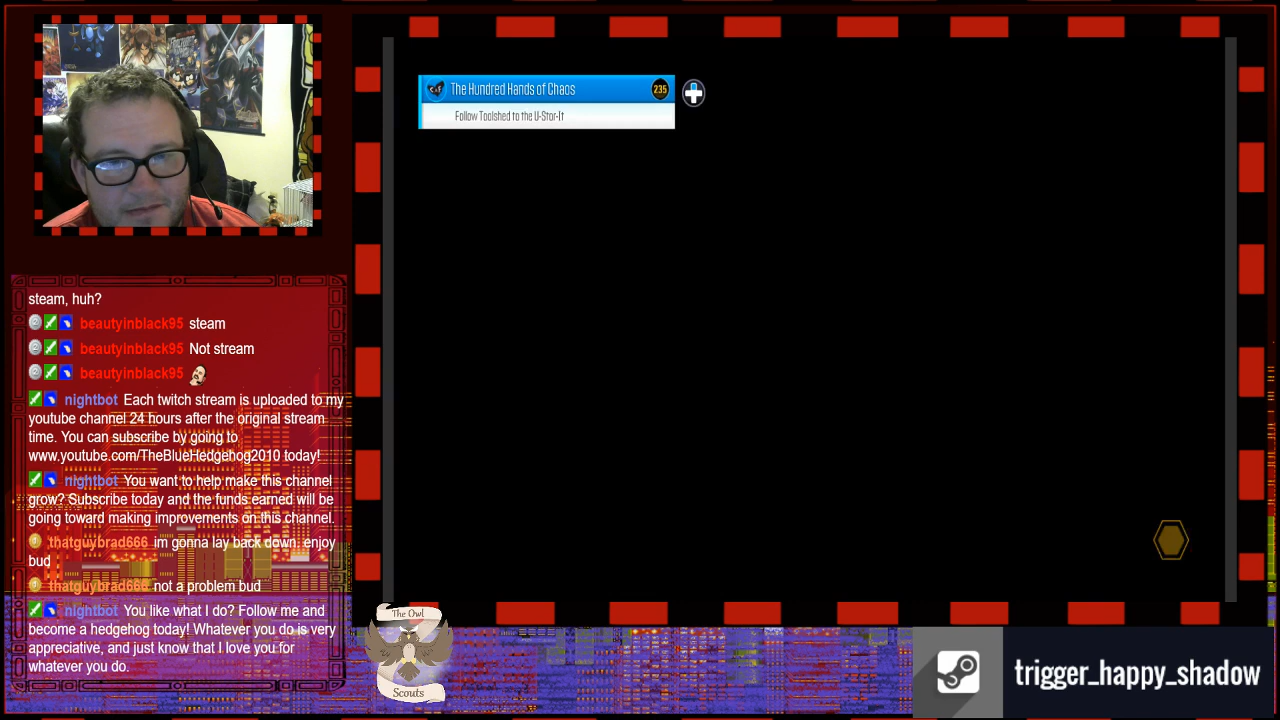 The Hundred Hands of Chaos
235
Follow Toolshed to the U-Stor-It
steam, huh?
beautyinblack95 steam
beautyinblack95 Not stream
beautyinblack95
nightbot Each twitch stream is uploaded to my
youtube channel 24 hours after the original stream
time. You can subscribe by going to
www.youtube.com/TheBlueHedgehog2010 today!
nightbot You want to help make this channel
grow? Subscribe today and the funds earned will be
going toward making improvements on this channel.
thatguybrad666 im gonna lay back down. enjoy
bud
thatguybrad666 not a problem bud
nightbot You like what I do? Follow me and
become a hedgehog today! Whatever you do is very
appreciative, and just know that I love you for
whatever you do.
The Owl
Scouts
trigger_happy_shadow